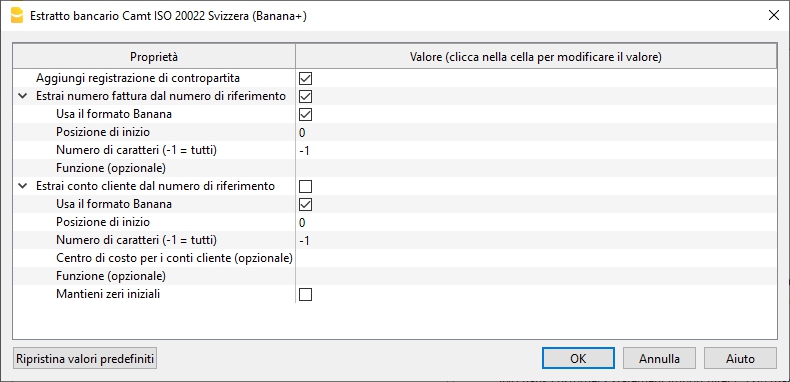 Estratto bancario Camt ISO 20022 Svizzera (Banana+)
Proprietà Valore (clicca nella cella per modificare il valore)
Aggiungi registrazione di contropartita
Estrai numero fattura dal numero di riferimento
Usa il formato Banana
Posizione di inizio 0
Numero di caratteri (-1 = tutti) -1
Funzione (opzionale)
Estrai conto cliente dal numero di riferimento
Usa il formato Banana
Posizione di inizio 0
Numero di caratteri (-1 = tutti) -1
Centro di costo per i conti cliente (opzionale)
Funzione (opzionale)
Mantieni zeri iniziali
Ripristina valori predefiniti OK Annulla Aiuto